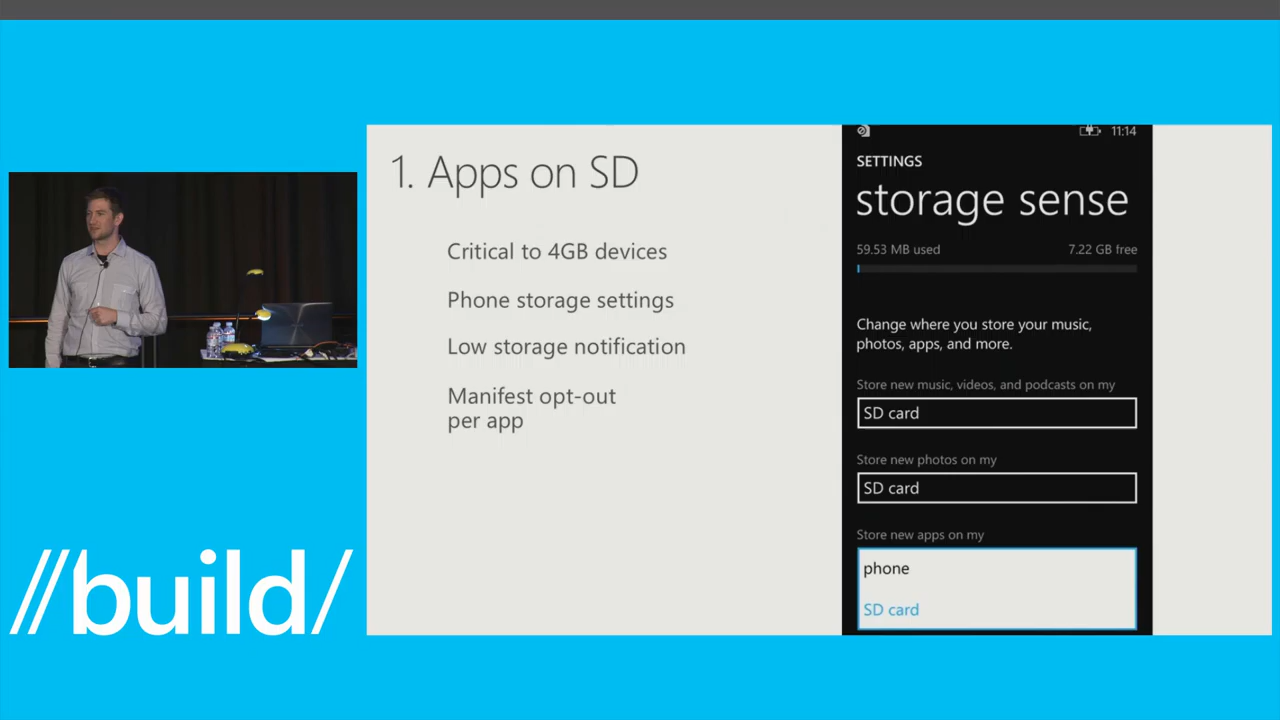 1. Apps on SD
Critical to 4GB devices
Phone storage settings
Low storage notification
Manifest opt-out
per app
11:14
SETTINGS
storage sense
59.53 MB used
7.22 GB free
Change where you store your music,
photos, apps, and more.
Store new music, videos, and podcasts on my
SD card
Store new photos on my
SD card
Store new apps on my
phone
SD card
//build/